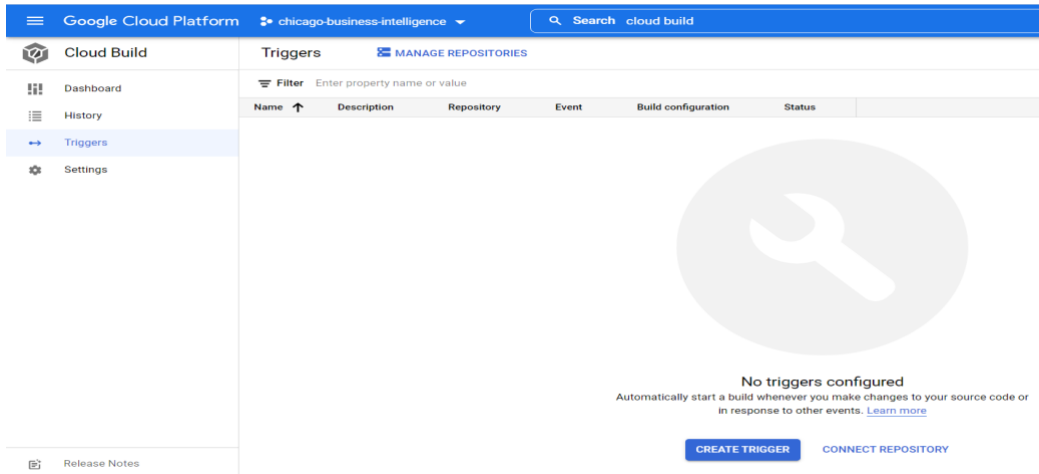 Google Cloud Platform chicago-business-intelligence Search cloud build
Cloud Build
Triggers MANAGE REPOSITORIES
Dashboard
History
Triggers
Settings
Release Notes
Filter Enter property name or value
Name Description Repository Event Build configuration Status
No triggers configured
Automatically start a build whenever you make changes to your source code or
in response to other events. Learn more
CREATE TRIGGER CONNECT REPOSITORY